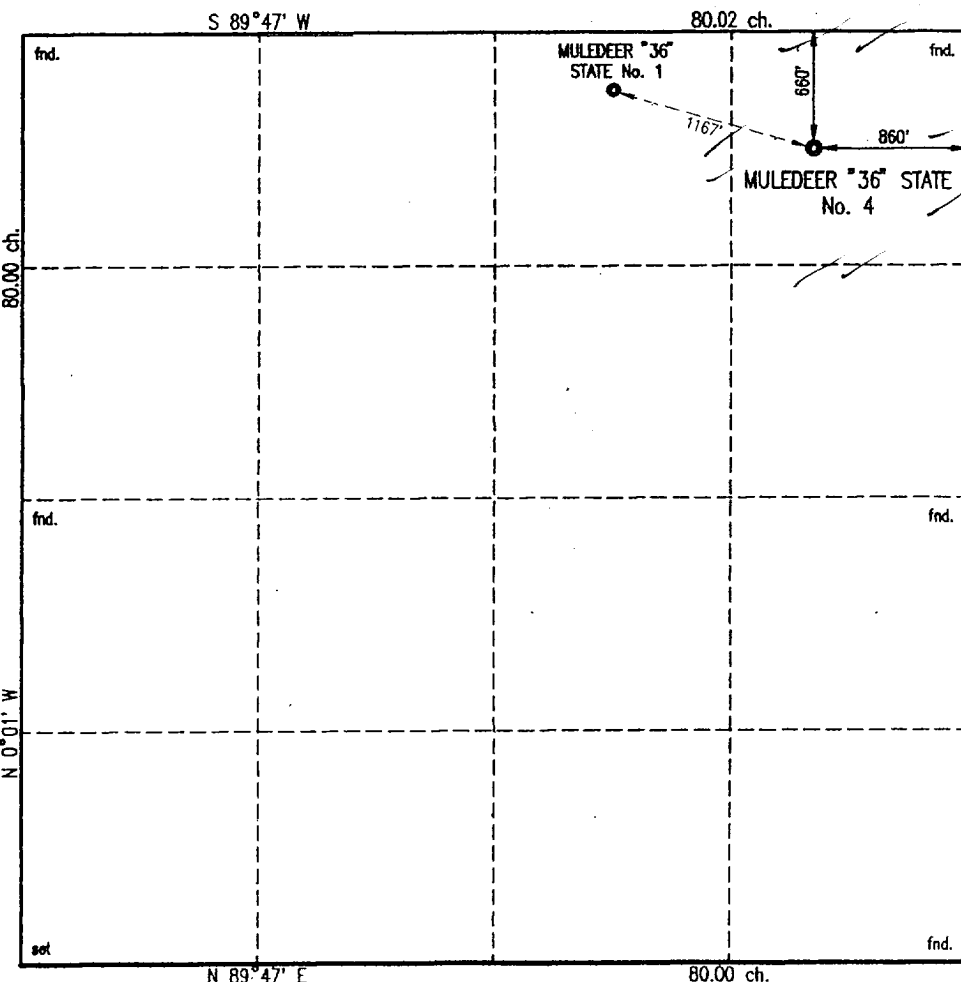 S 89°47' W
80.02 ch.
fnd.
MULEDEER "36"
STATE No. 1
fnd.
660'
1167'
860'
MULEDEER "36" STATE
No. 4
80.00 ch.
fnd.
fnd.
N 0°01' W
set
fnd.
N 89°47' E
80.00 ch.